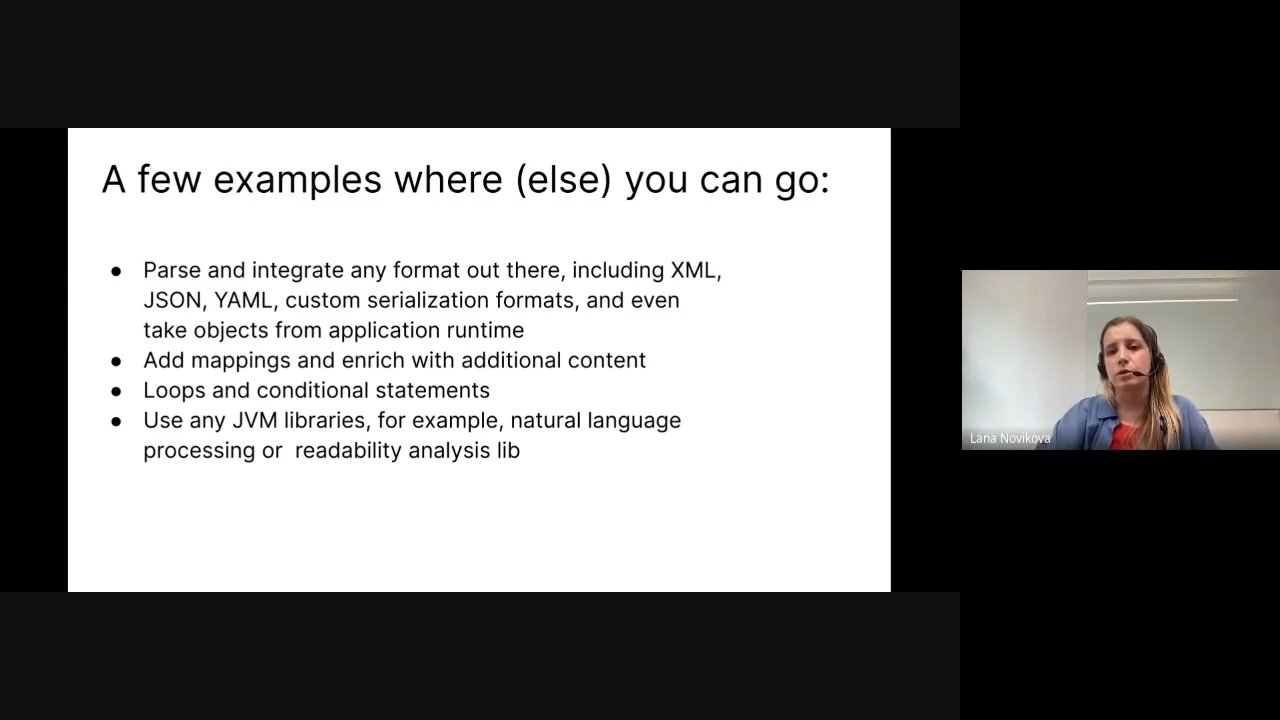 A few examples where (else) you can go:
● Parse and integrate any format out there, including XML,
JSON, YAML, custom serialization formats, and even
take objects from application runtime
● Add mappings and enrich with additional content
● Loops and conditional statements
● Use any JVM libraries, for example, natural language
processing or  readability analysis lib
Lana Novikova